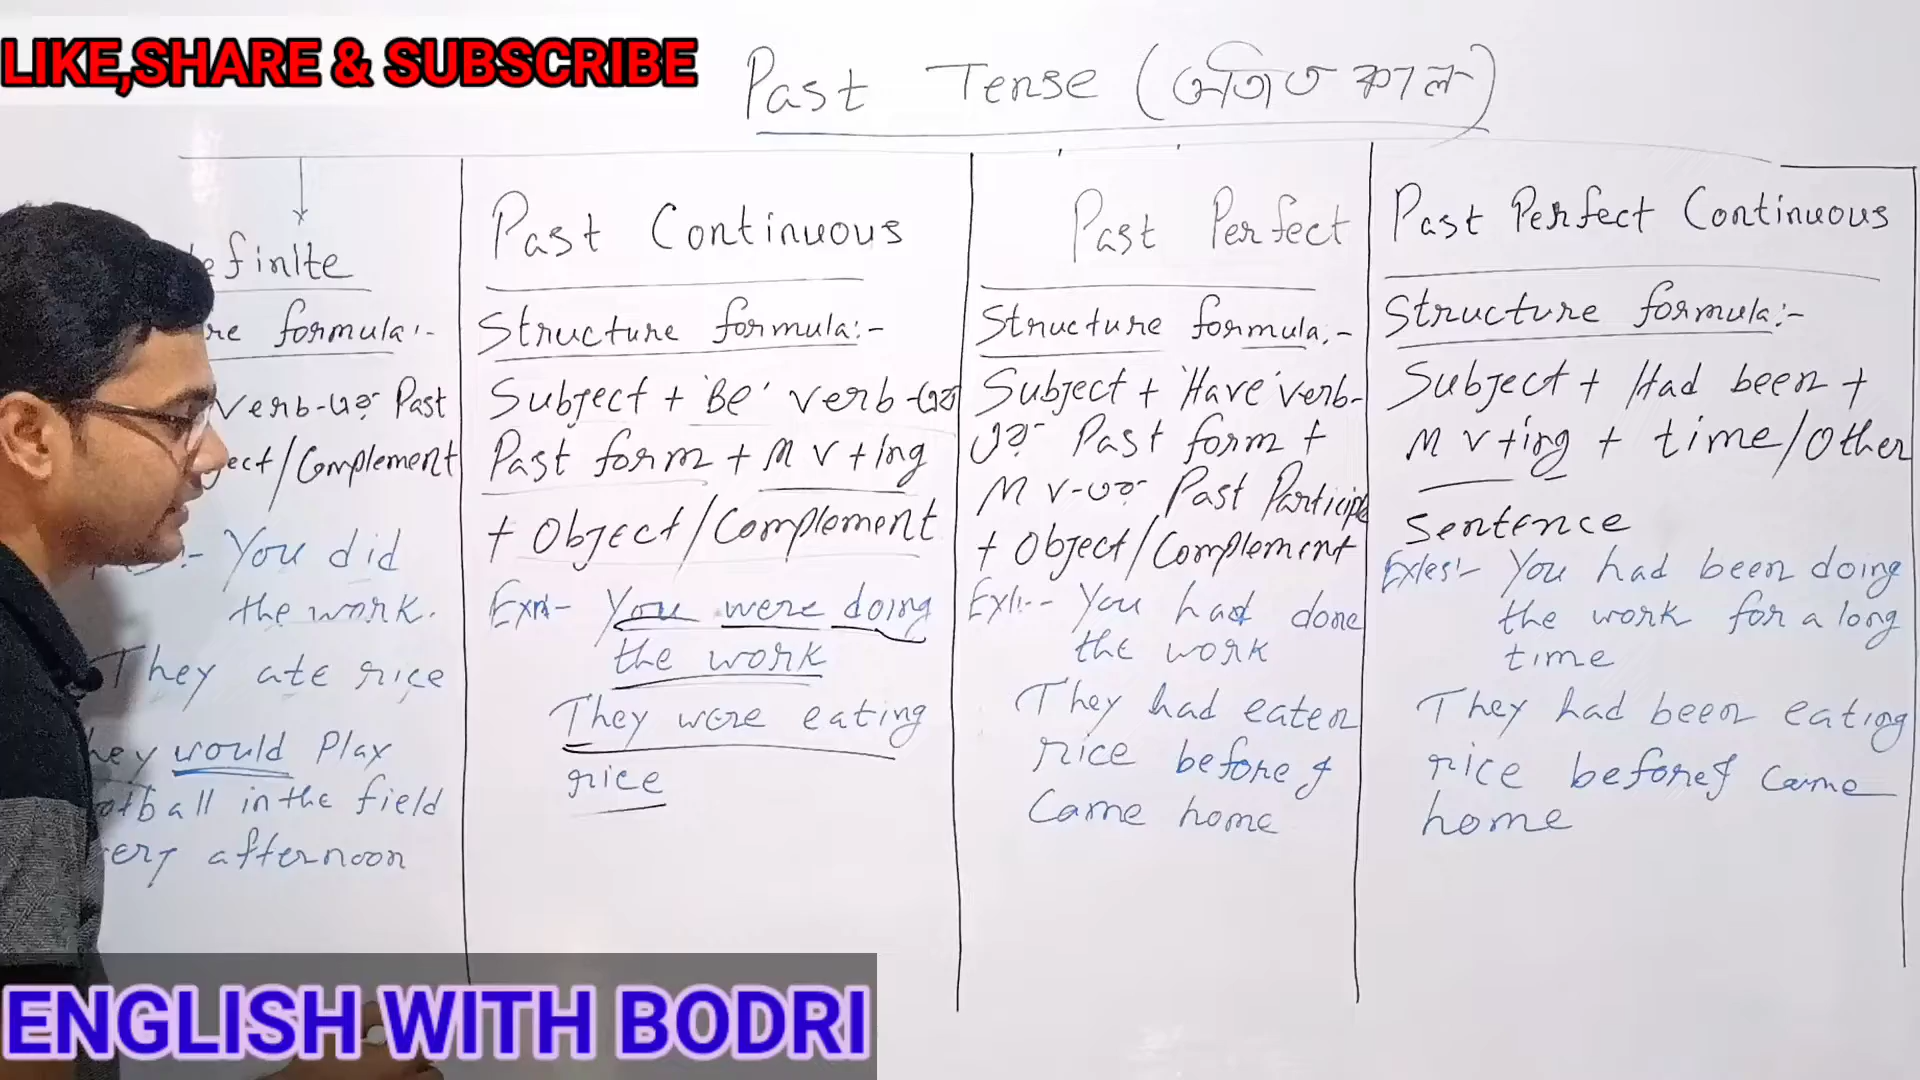 LIKE,SHARE & SUBSCRIBE
Past Tense (অতিত কাল)
efinite
re formula:-
verb-এর Past
ject/Complement
:- You did
the work.
They ate rice
hey would Play
otball in the field
ery afternoon
Past Continuous
Structure formula:-
Subject + 'BE' verb-এর
Past form + M V + ing
+ Object/Complement
You were doing
the work
They were eating
rice
Past Perfect
Structure formula.-
Subject + 'Have' verb-
এর Past form +
M V-এর Past Participle
+ Object/Complement
You had done
the work
They had eaten
rice before I
Came home
Past Perfect Continuous
Structure formula:-
Subject + Had been +
M V + ing + time/Other
Sentence
Exles:- You had been doing
the work for a long
time
They had been eating
rice before I came
home
ENGLISH WITH BODRI